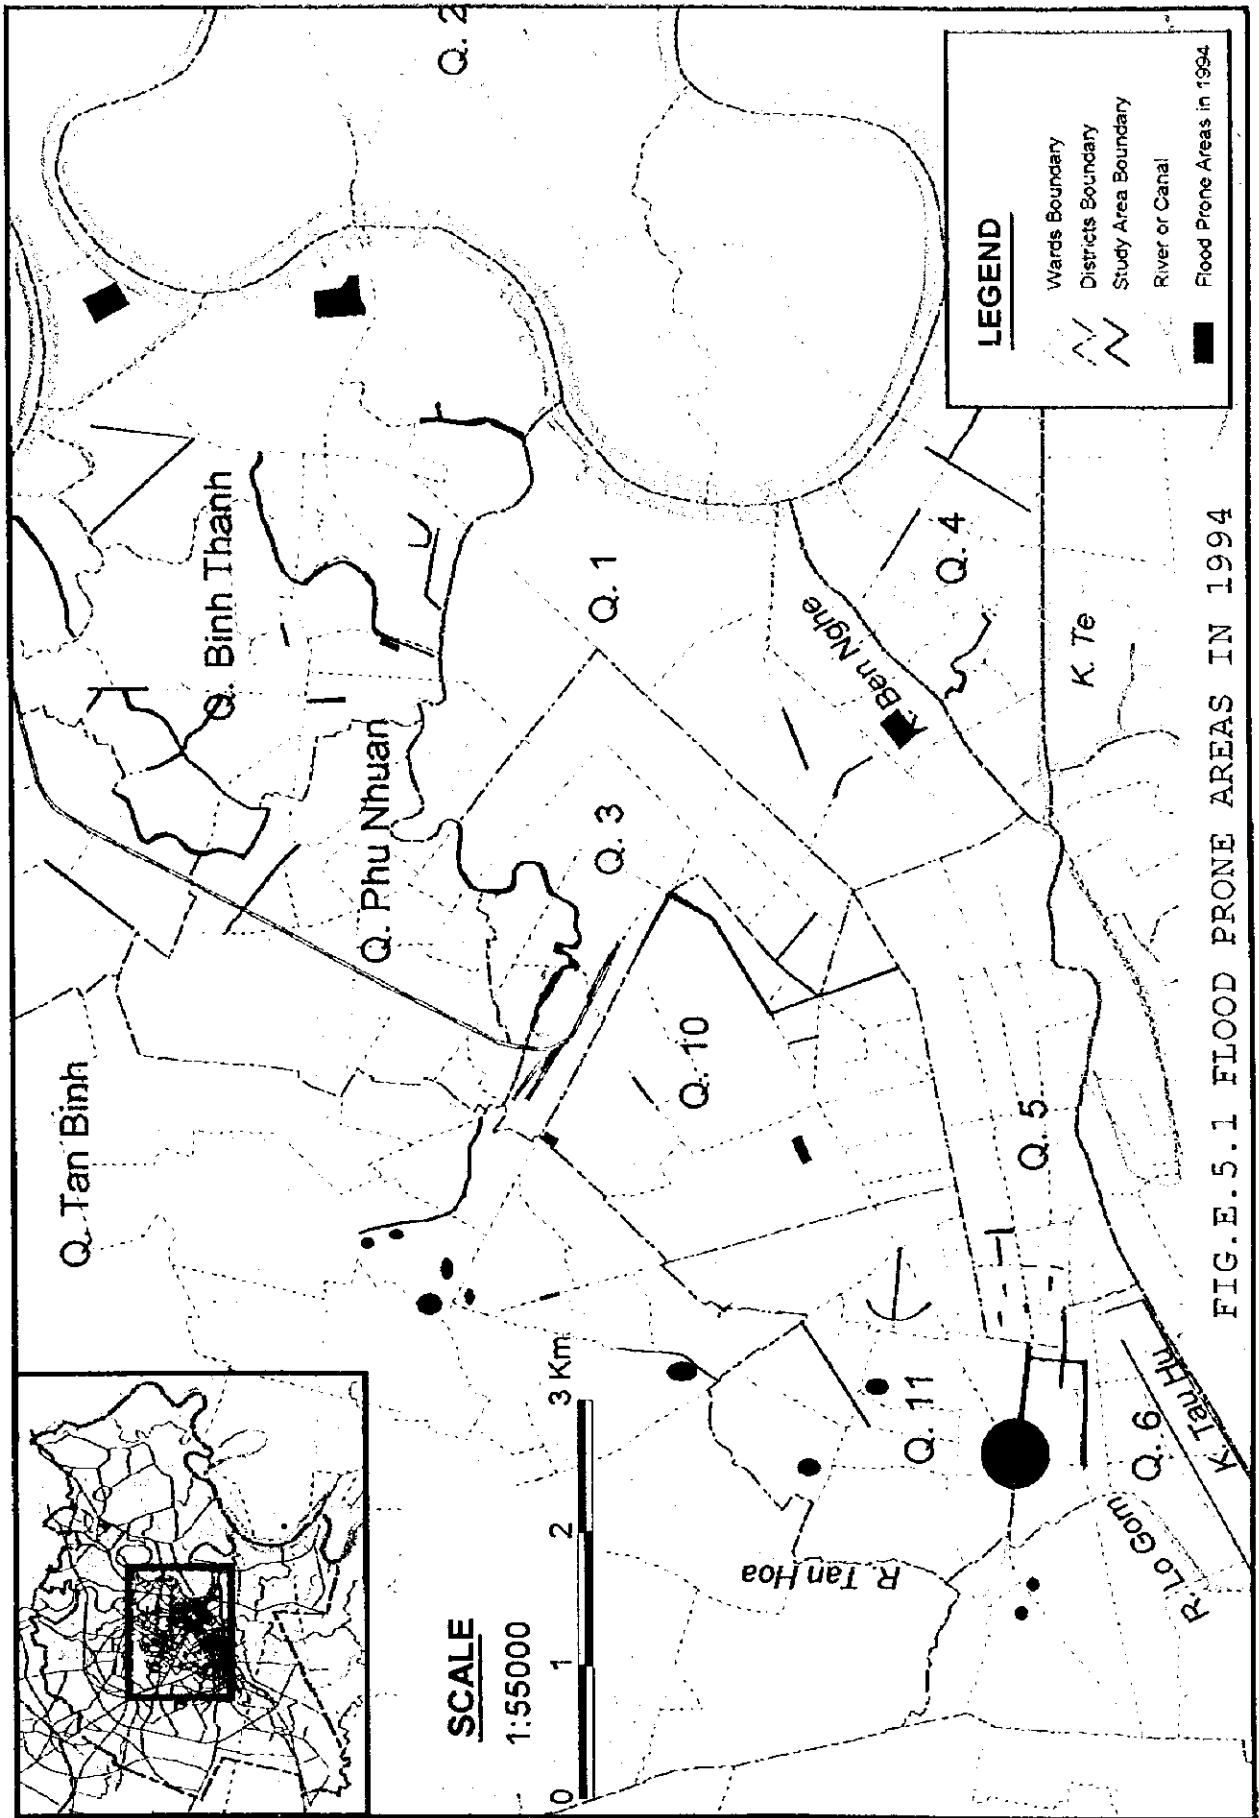 Q. Tan Binh
Q. Binh Thanh
Q. 2
Q. Phu Nhuan
Q. 1
Q. 3
Q. 10
Q. 11
Q. 4
Q. 5
Q. 6
K. Ben Nghe
K. Te
K. Tau Hu
R. Lo Gom
R. Tan Hoa
SCALE
1:55000
0 1 2 3 Km
LEGEND
Wards Boundary
Districts Boundary
Study Area Boundary
River or Canal
Flood Prone Areas in 1994
FIG.E.5.1 FLOOD PRONE AREAS IN 1994